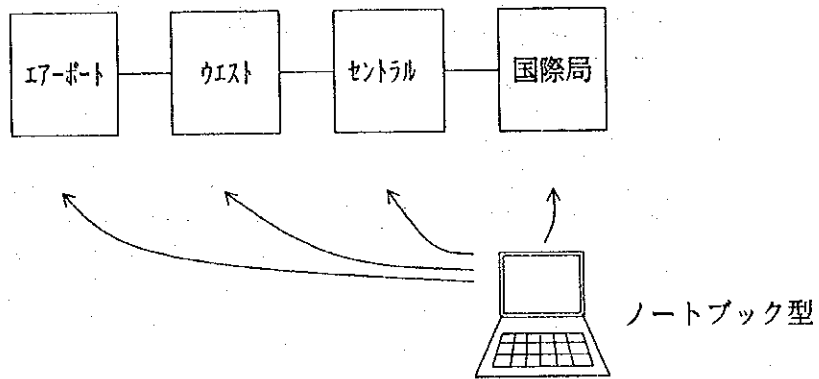 エアーポート
ウエスト
セントラル
国際局
ノートブック型